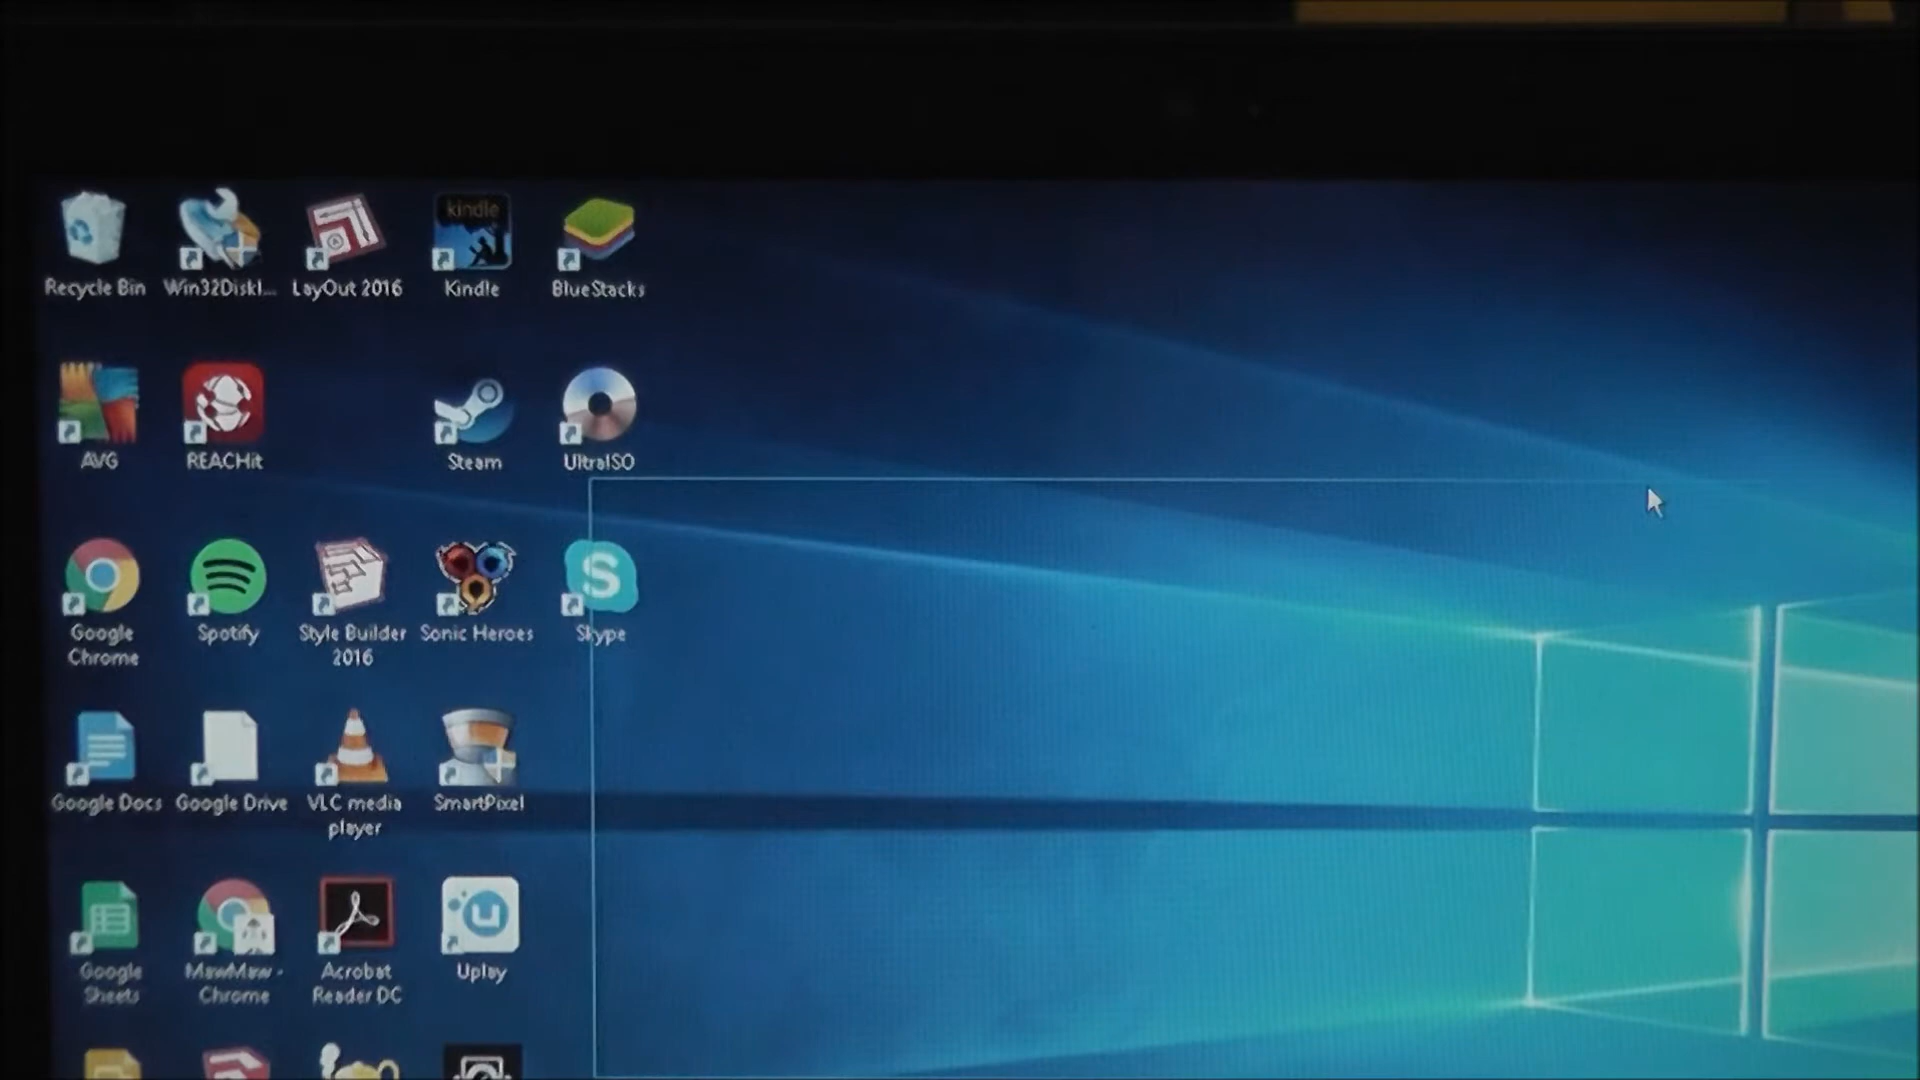 Recycle Bin
Win32DiskI...
LayOut 2016
kindle
Kindle
BlueStacks
AVG
REACHit
Steam
UltraISO
Google
Chrome
Spotify
Style Builder
2016
Sonic Heroes
S
Skype
Google Docs
Google Drive
VLC media
player
SmartPixel
Google
Sheets
MawMaw -
Chrome
Acrobat
Reader DC
Uplay